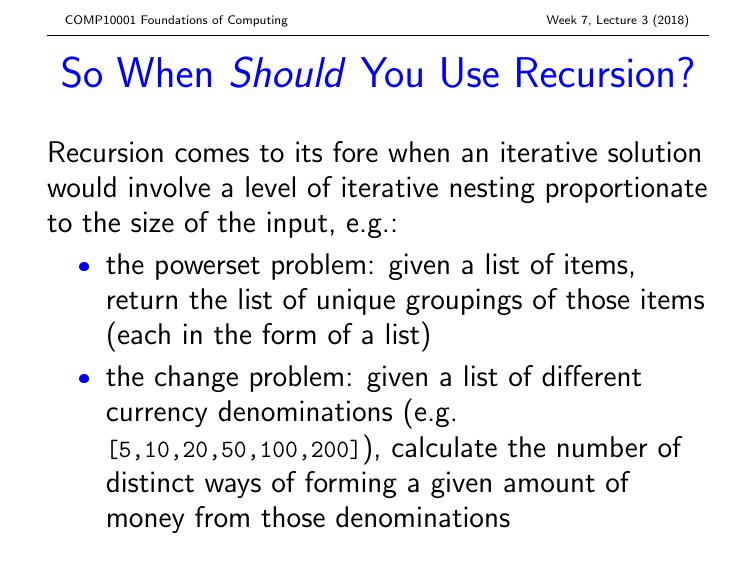 COMP10001 Foundations of Computing
Week 7, Lecture 3 (2018)
So When Should You Use Recursion?
Recursion comes to its fore when an iterative solution
would involve a level of iterative nesting proportionate
to the size of the input, e.g.:
• the powerset problem: given a list of items,
return the list of unique groupings of those items
(each in the form of a list)
• the change problem: given a list of different
currency denominations (e.g.
[5,10,20,50,100,200]), calculate the number of
distinct ways of forming a given amount of
money from those denominations